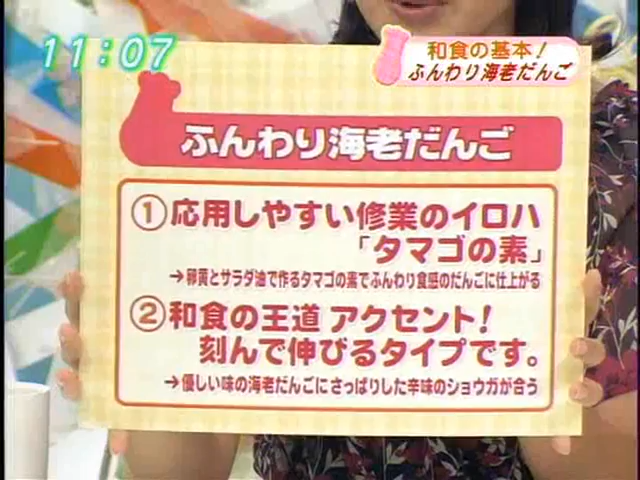 11:07
和食の基本!
ふんわり海老だんご
ふんわり海老だんご
①応用しやすい修業のイロハ
「タマゴの素」
→卵黄とサラダ油で作るタマゴの素でふんわり食感のだんごに仕上がる
②和食の王道 アクセント!
刻んで伸びるタイプです。
→優しい味の海老だんごにさっぱりした辛味のショウガが合う